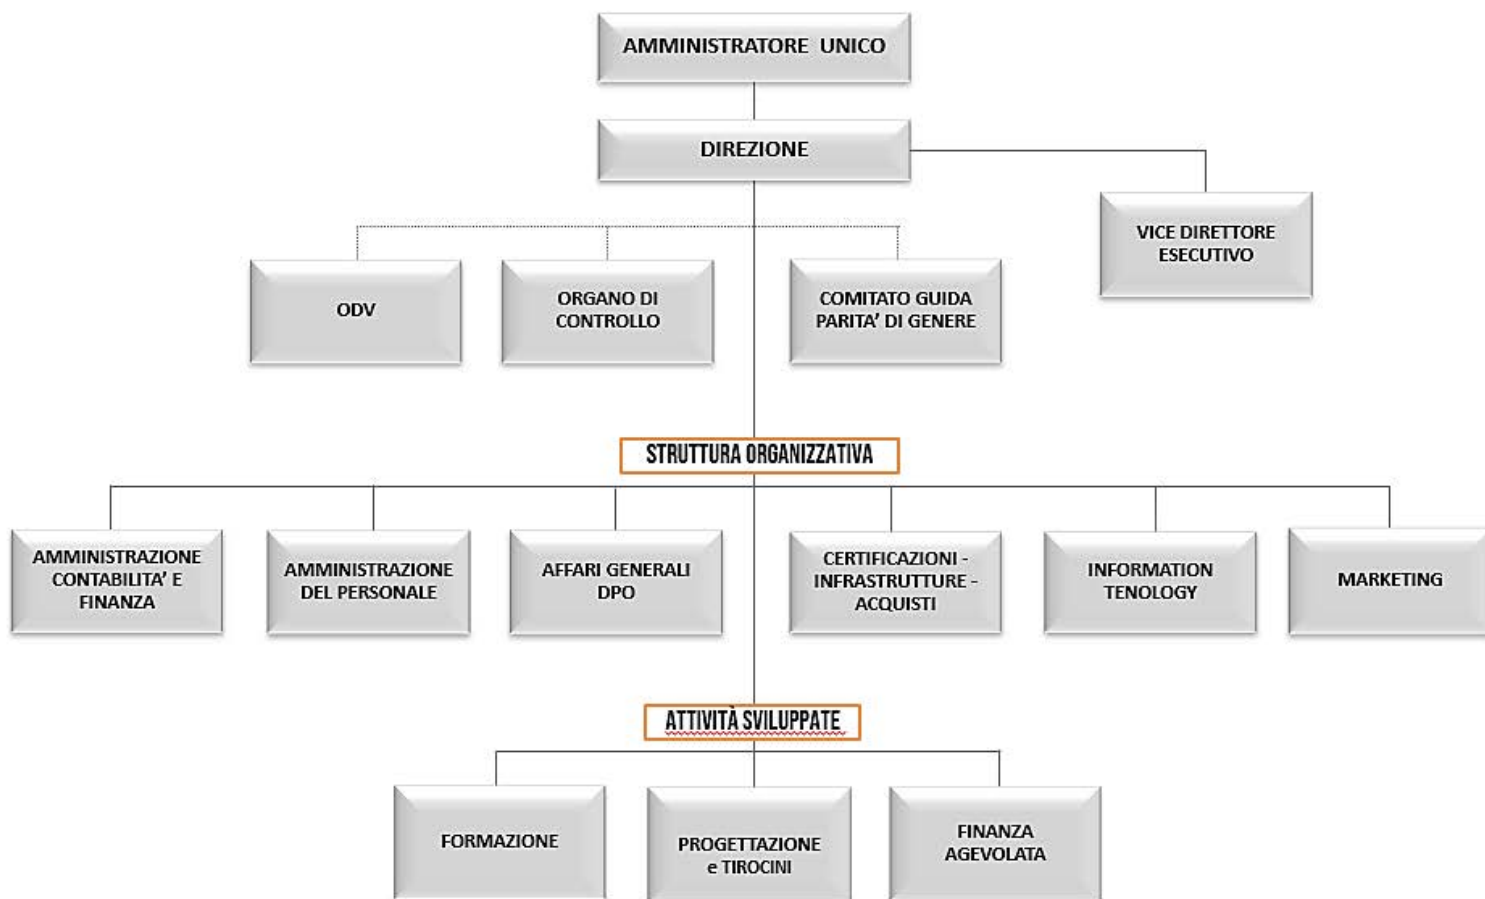 AMMINISTRATORE UNICO
DIREZIONE
VICE DIRETTORE
ESECUTIVO
ODV
ORGANO DI
CONTROLLO
COMITATO GUIDA
PARITA' DI GENERE
STRUTTURA ORGANIZZATIVA
AMMINISTRAZIONE
CONTABILITA' E
FINANZA
AMMINISTRAZIONE
DEL PERSONALE
AFFARI GENERALI
DPO
CERTIFICAZIONI -
INFRASTRUTTURE -
ACQUISTI
INFORMATION
TENOLOGY
MARKETING
ATTIVITÀ SVILUPPATE
FORMAZIONE
PROGETTAZIONE
e TIROCINI
FINANZA
AGEVOLATA